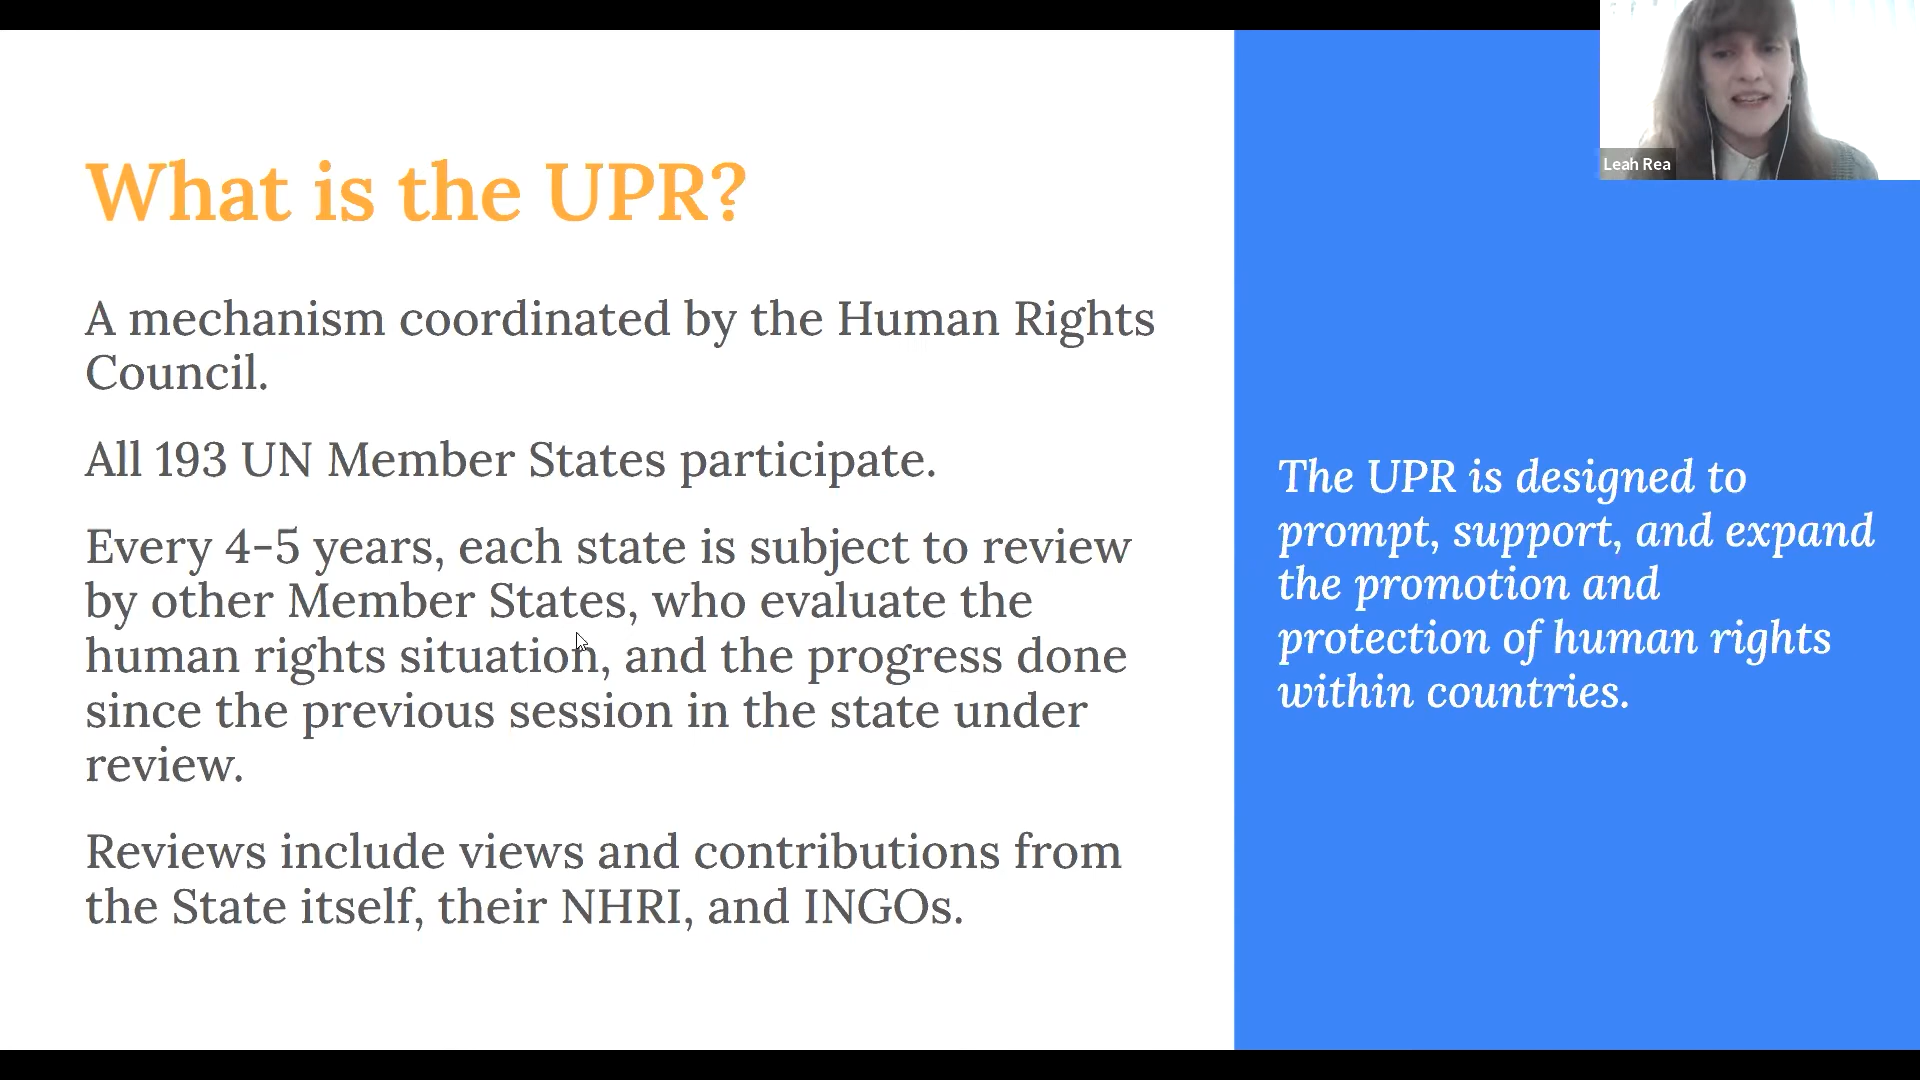 What is the UPR?
A mechanism coordinated by the Human Rights
Council.
All 193 UN Member States participate.
Every 4-5 years, each state is subject to review
by other Member States, who evaluate the
human rights situation, and the progress done
since the previous session in the state under
review.
Reviews include views and contributions from
the State itself, their NHRI, and INGOs.
The UPR is designed to
prompt, support, and expand
the promotion and
protection of human rights
within countries.
Leah Rea